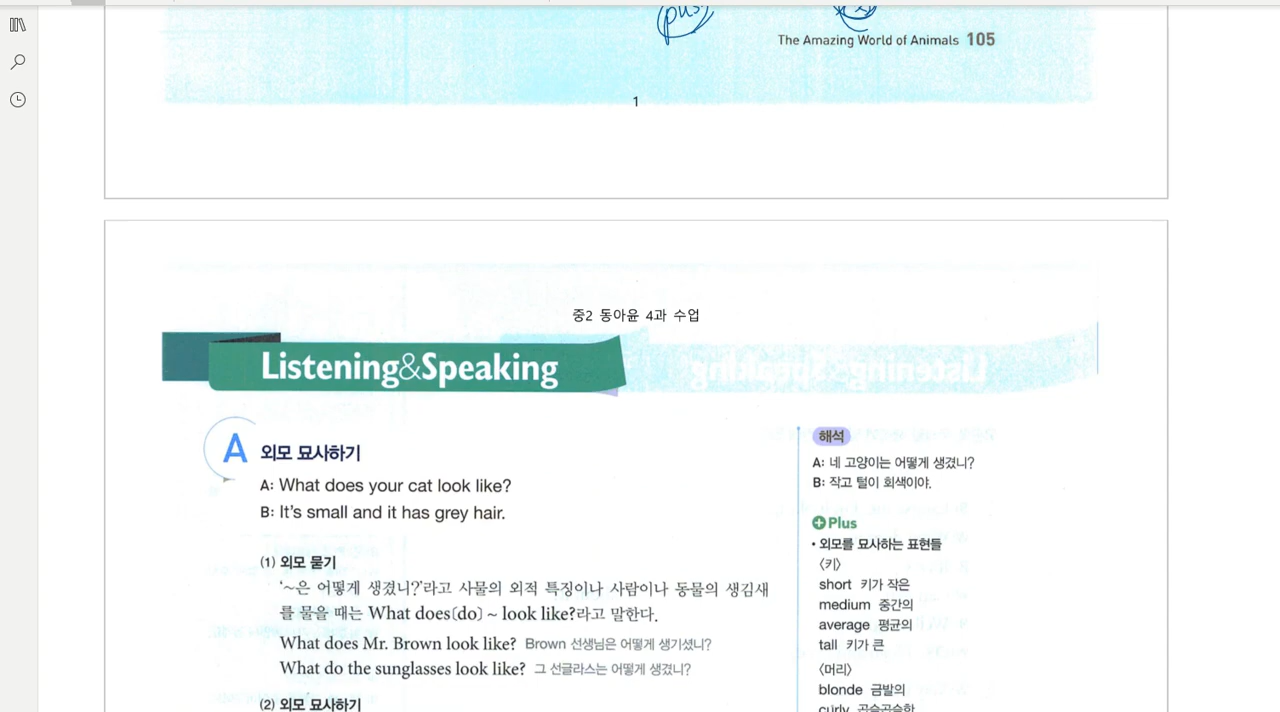 The Amazing World of Animals 105
1
중2 동아윤 4과 수업
Listening&Speaking
A 외모 묘사하기
A: What does your cat look like?
B: It's small and it has grey hair.
(1) 외모 묻기
'~은 어떻게 생겼니?'라고 사물의 외적 특징이나 사람이나 동물의 생김새
를 물을 때는 What does(do) ~ look like?라고 말한다.
What does Mr. Brown look like? Brown 선생님은 어떻게 생기셨니?
What do the sunglasses look like? 그 선글라스는 어떻게 생겼니?
(2) 외모 묘사하기
해석
A: 네 고양이는 어떻게 생겼니?
B: 작고 털이 회색이야.
Plus
• 외모를 묘사하는 표현들
〈키〉
short 키가 작은
medium 중간의
average 평균의
tall 키가 큰
〈머리〉
blonde 금발의
curly 곱슬곱슬한